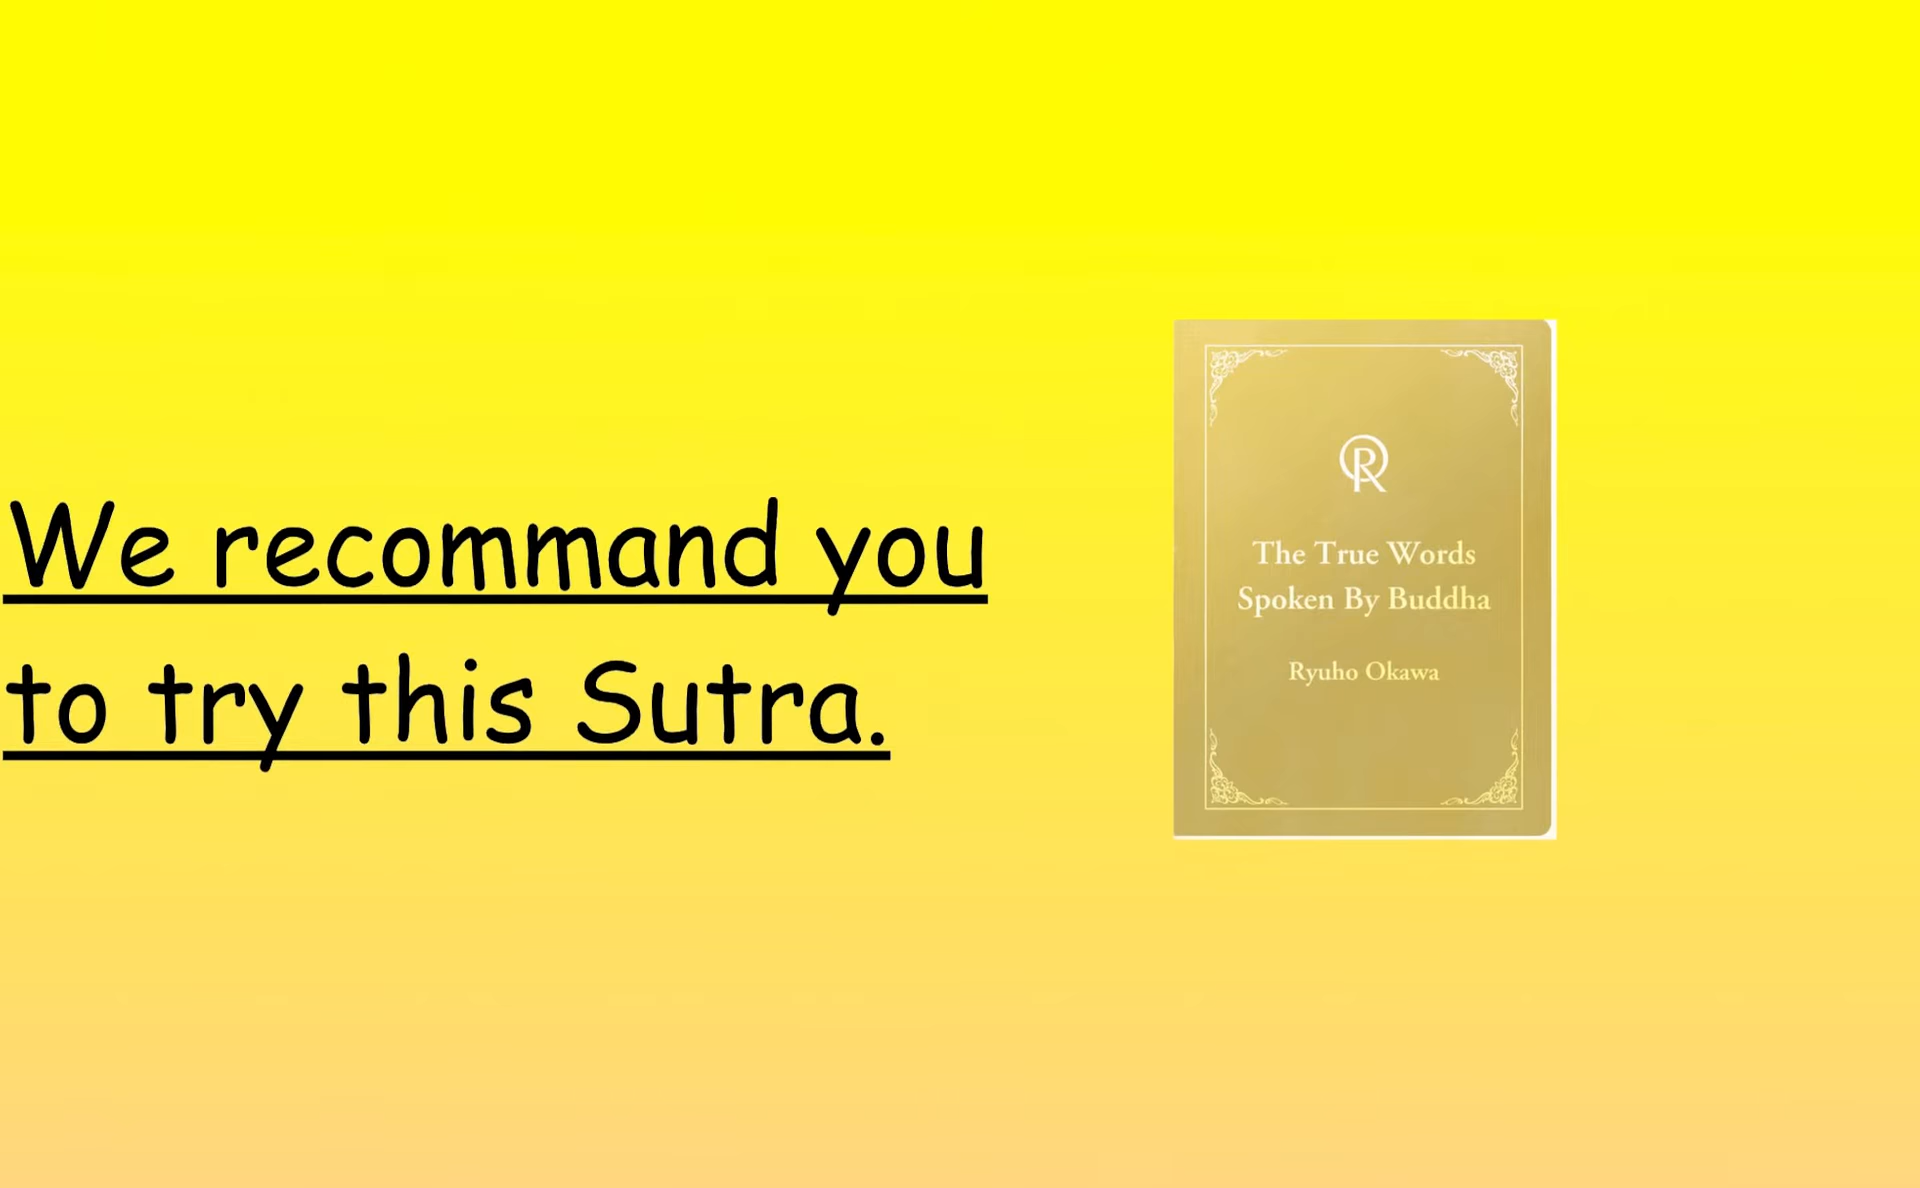 We recommand you
to try this Sutra.
R
The True Words
Spoken By Buddha
Ryuho Okawa